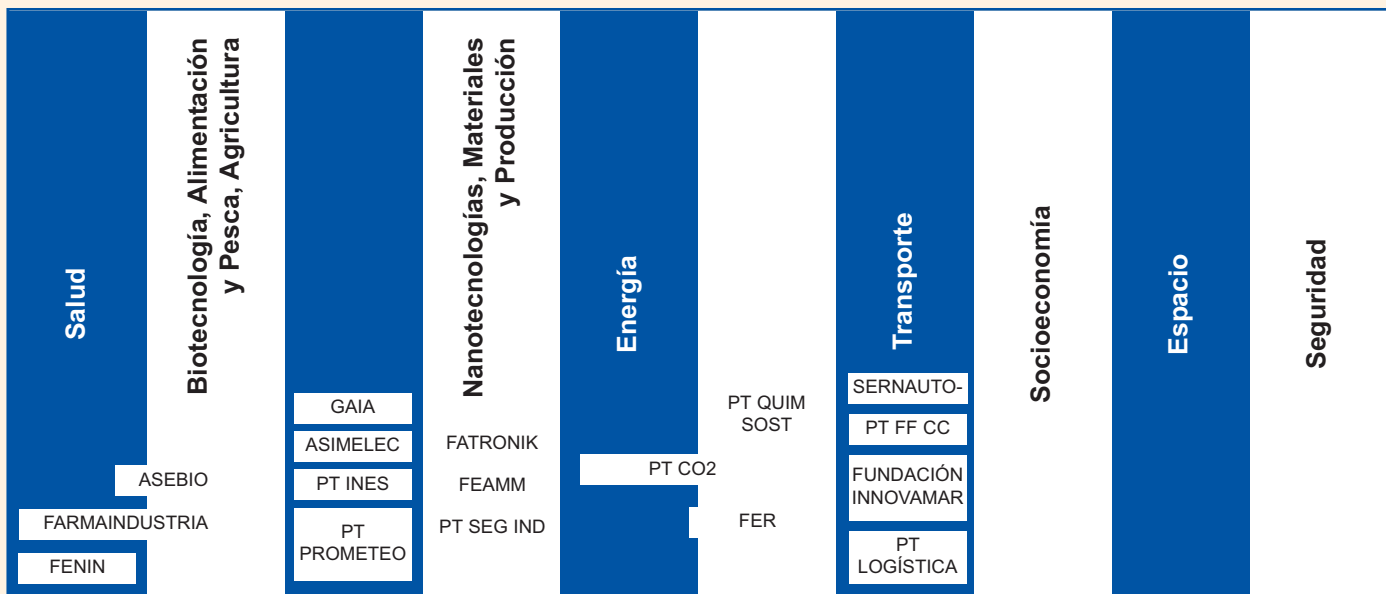 Salud
Biotecnología, Alimentación
y Pesca, Agricultura
Nanotecnologías, Materiales
y Producción
Energía
Transporte
Socioeconomía
Espacio
Seguridad
ASEBIO
FARMAINDUSTRIA
FENIN
GAIA
ASIMELEC
PT INES
PT
PROMETEO
FATRONIK
FEAMM
PT SEG IND
PT CO2
PT QUIM
SOST
FER
SERNAUTO-
PT FF CC
FUNDACIÓN
INNOVAMAR
PT
LOGÍSTICA